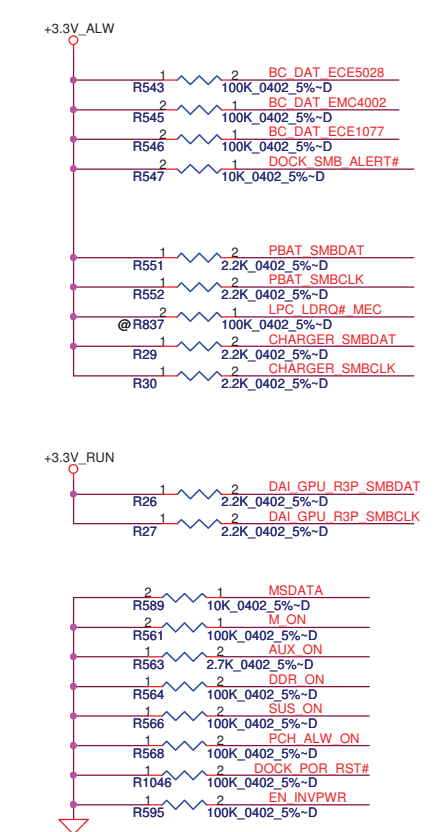 +3.3V_ALW
1 2 BC_DAT_ECE5028
R543 100K_0402_5%~D
2 1 BC_DAT_EMC4002
R545 100K_0402_5%~D
2 1 BC_DAT_ECE1077
R546 100K_0402_5%~D
2 1 DOCK_SMB_ALERT#
R547 10K_0402_5%~D
1 2 PBAT_SMBDAT
R551 2.2K_0402_5%~D
1 2 PBAT_SMBCLK
R552 2.2K_0402_5%~D
2 1 LPC_LDRQ#_MEC
@R837 100K_0402_5%~D
1 2 CHARGER_SMBDAT
R29 2.2K_0402_5%~D
1 2 CHARGER_SMBCLK
R30 2.2K_0402_5%~D
+3.3V_RUN
1 2 DAI_GPU_R3P_SMBDAT
R26 2.2K_0402_5%~D
1 2 DAI_GPU_R3P_SMBCLK
R27 2.2K_0402_5%~D
2 1 MSDATA
R589 10K_0402_5%~D
2 1 M_ON
R561 100K_0402_5%~D
1 2 AUX_ON
R563 2.7K_0402_5%~D
1 2 DDR_ON
R564 100K_0402_5%~D
1 2 SUS_ON
R566 100K_0402_5%~D
1 2 PCH_ALW_ON
R568 100K_0402_5%~D
1 2 DOCK_POR_RST#
R1046 100K_0402_5%~D
1 2 EN_INVPWR
R595 100K_0402_5%~D